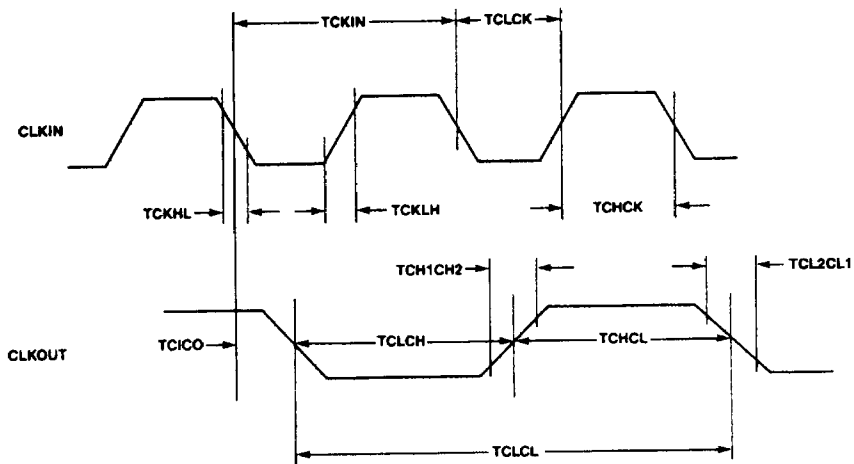 TCKIN
TCLCK
CLKIN
TCKHL
TCKLH
TCHCK
TCH1CH2
TCL2CL1
TCICO
TCLCH
TCHCL
CLKOUT
TCLCL